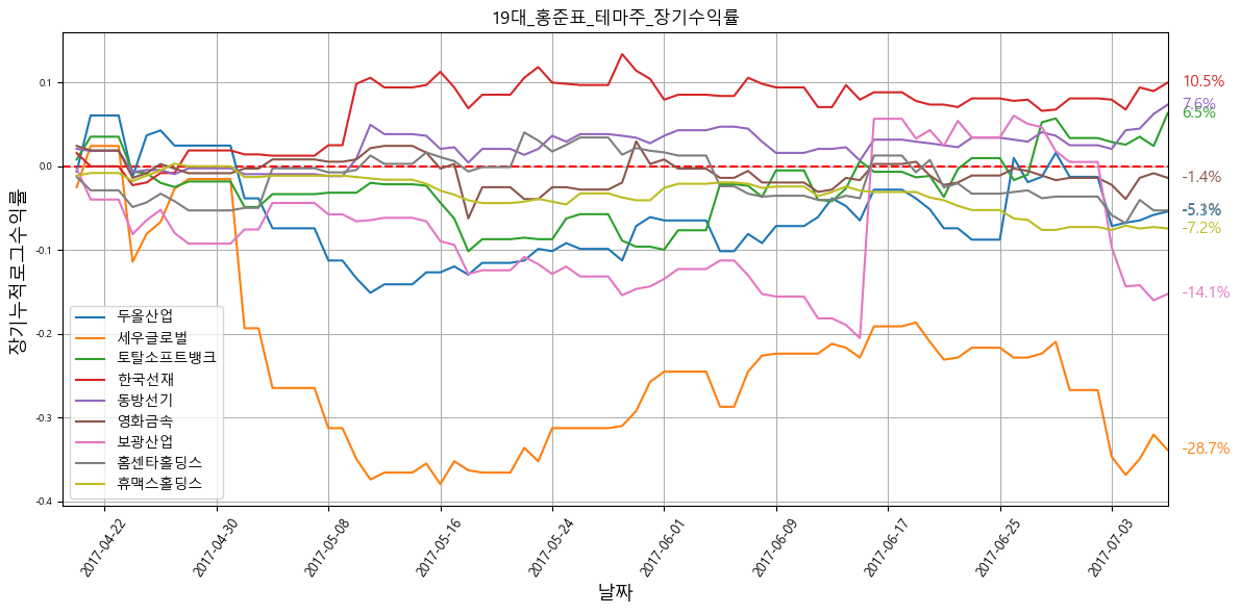 19대_홍준표_테마주_장기수익률
장기누적로그수익률
0.1
0.0
-0.1
-0.2
-0.3
-0.4
10.5%
7.6%
6.5%
-1.4%
-5.3%
-7.2%
-14.1%
-28.7%
두올산업
세우글로벌
토탈소프트뱅크
한국선재
동방선기
영화금속
보광산업
홈센타홀딩스
휴맥스홀딩스
2017-04-22
2017-04-30
2017-05-08
2017-05-16
2017-05-24
2017-06-01
2017-06-09
2017-06-17
2017-06-25
2017-07-03
날짜